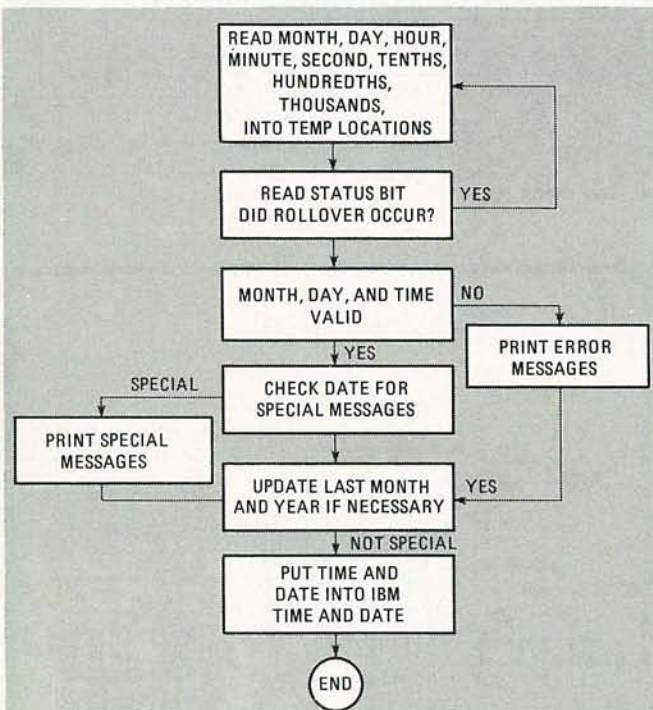 READ MONTH, DAY, HOUR,
MINUTE, SECOND, TENTHS,
HUNDREDTHS,
THOUSANDS,
INTO TEMP LOCATIONS
READ STATUS BIT
DID ROLLOVER OCCUR?
YES
MONTH, DAY, AND TIME
VALID
NO
PRINT ERROR
MESSAGES
YES
SPECIAL
CHECK DATE FOR
SPECIAL MESSAGES
PRINT SPECIAL
MESSAGES
UPDATE LAST MONTH
AND YEAR IF NECESSARY
YES
NOT SPECIAL
PUT TIME AND
DATE INTO IBM
TIME AND DATE
END